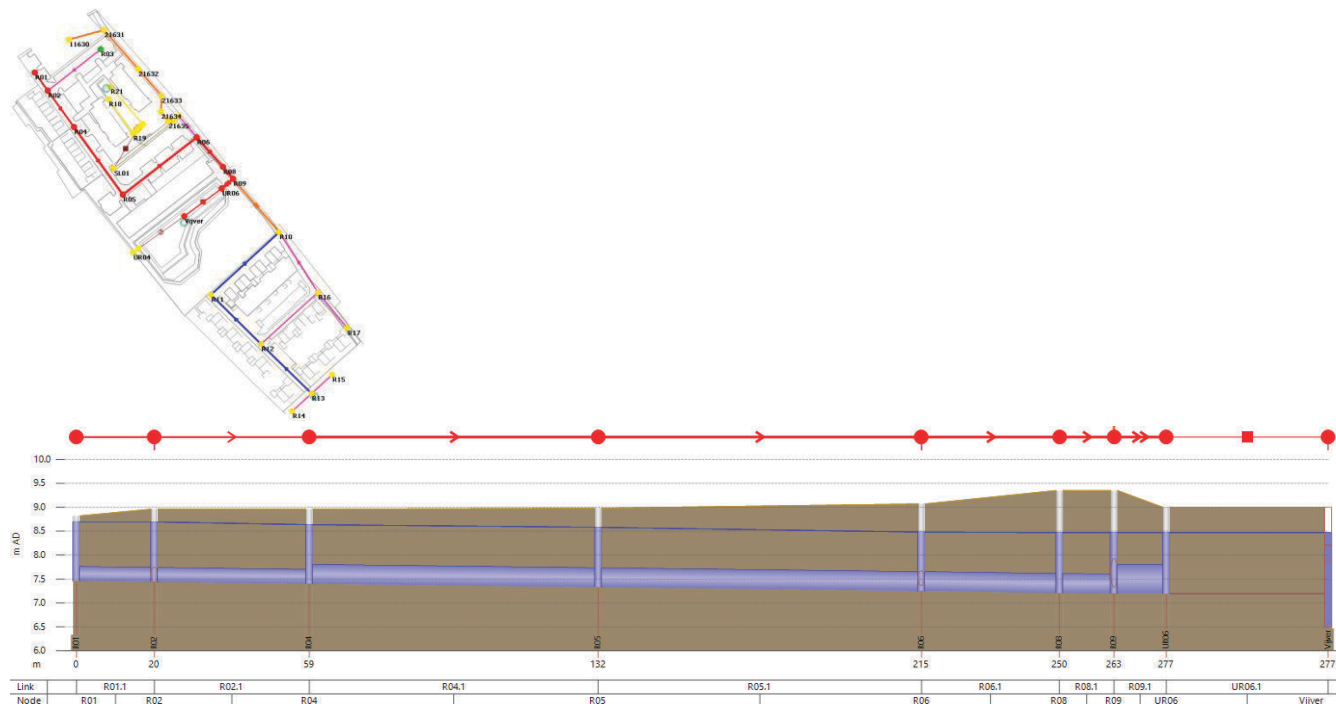 21631
11630
R03
21632
R01
R21
R02
R18
21633
21634
21635
R04
R19
R06
SL01
R08
R09
UR06
R05
Vijver
R10
UR04
R11
R16
R17
R12
R15
R13
R14
10.0
9.5
9.0
8.5
8.0
7.5
7.0
6.5
6.0
m AD
R01 R02 R04 R05 R06 R08 R09 UR06 Vijver
m 0 20 59 132 215 250 263 277 277
Link R01.1 R02.1 R04.1 R05.1 R06.1 R08.1 R09.1 UR06.1
Node R01 R02 R04 R05 R06 R08 R09 UR06 Vijver